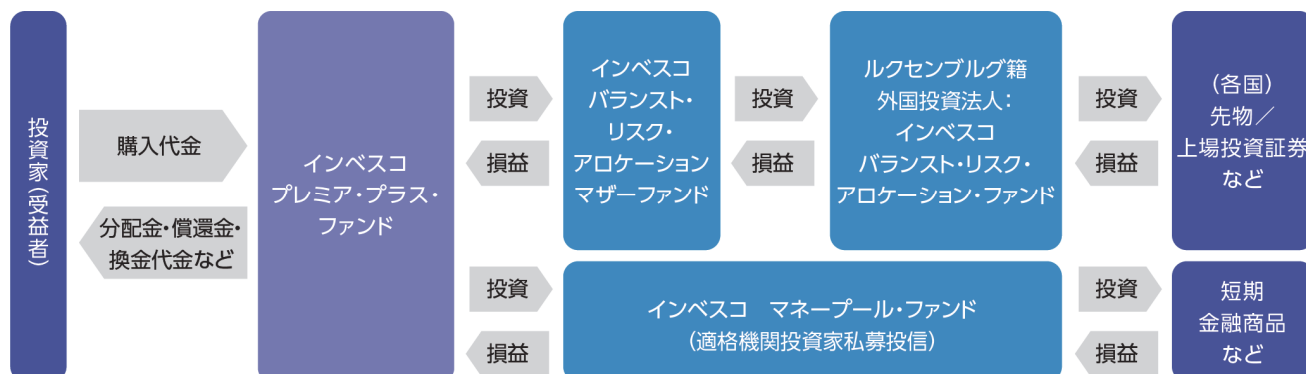 投資家(受益者)
購入代金
分配金・償還金・
換金代金など
インベスコ
プレミア・プラス・
ファンド
投資
損益
インベスコ
バランスト・
リスク・
アロケーション
マザーファンド
投資
損益
ルクセンブルグ籍
外国投資法人:
インベスコ
バランスト・リスク・
アロケーション・ファンド
投資
損益
(各国)
先物/
上場投資証券
など
投資
損益
インベスコ　マネープール・ファンド
(適格機関投資家私募投信)
投資
損益
短期
金融商品
など